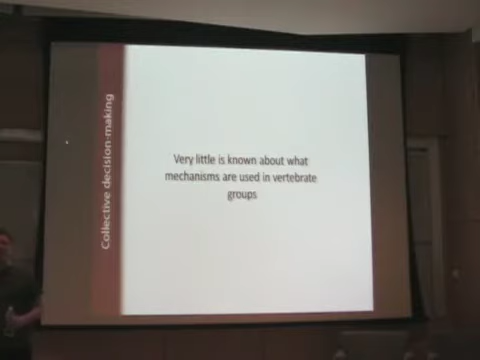 Collective decision-making
Very little is known about what
mechanisms are used in vertebrate
groups